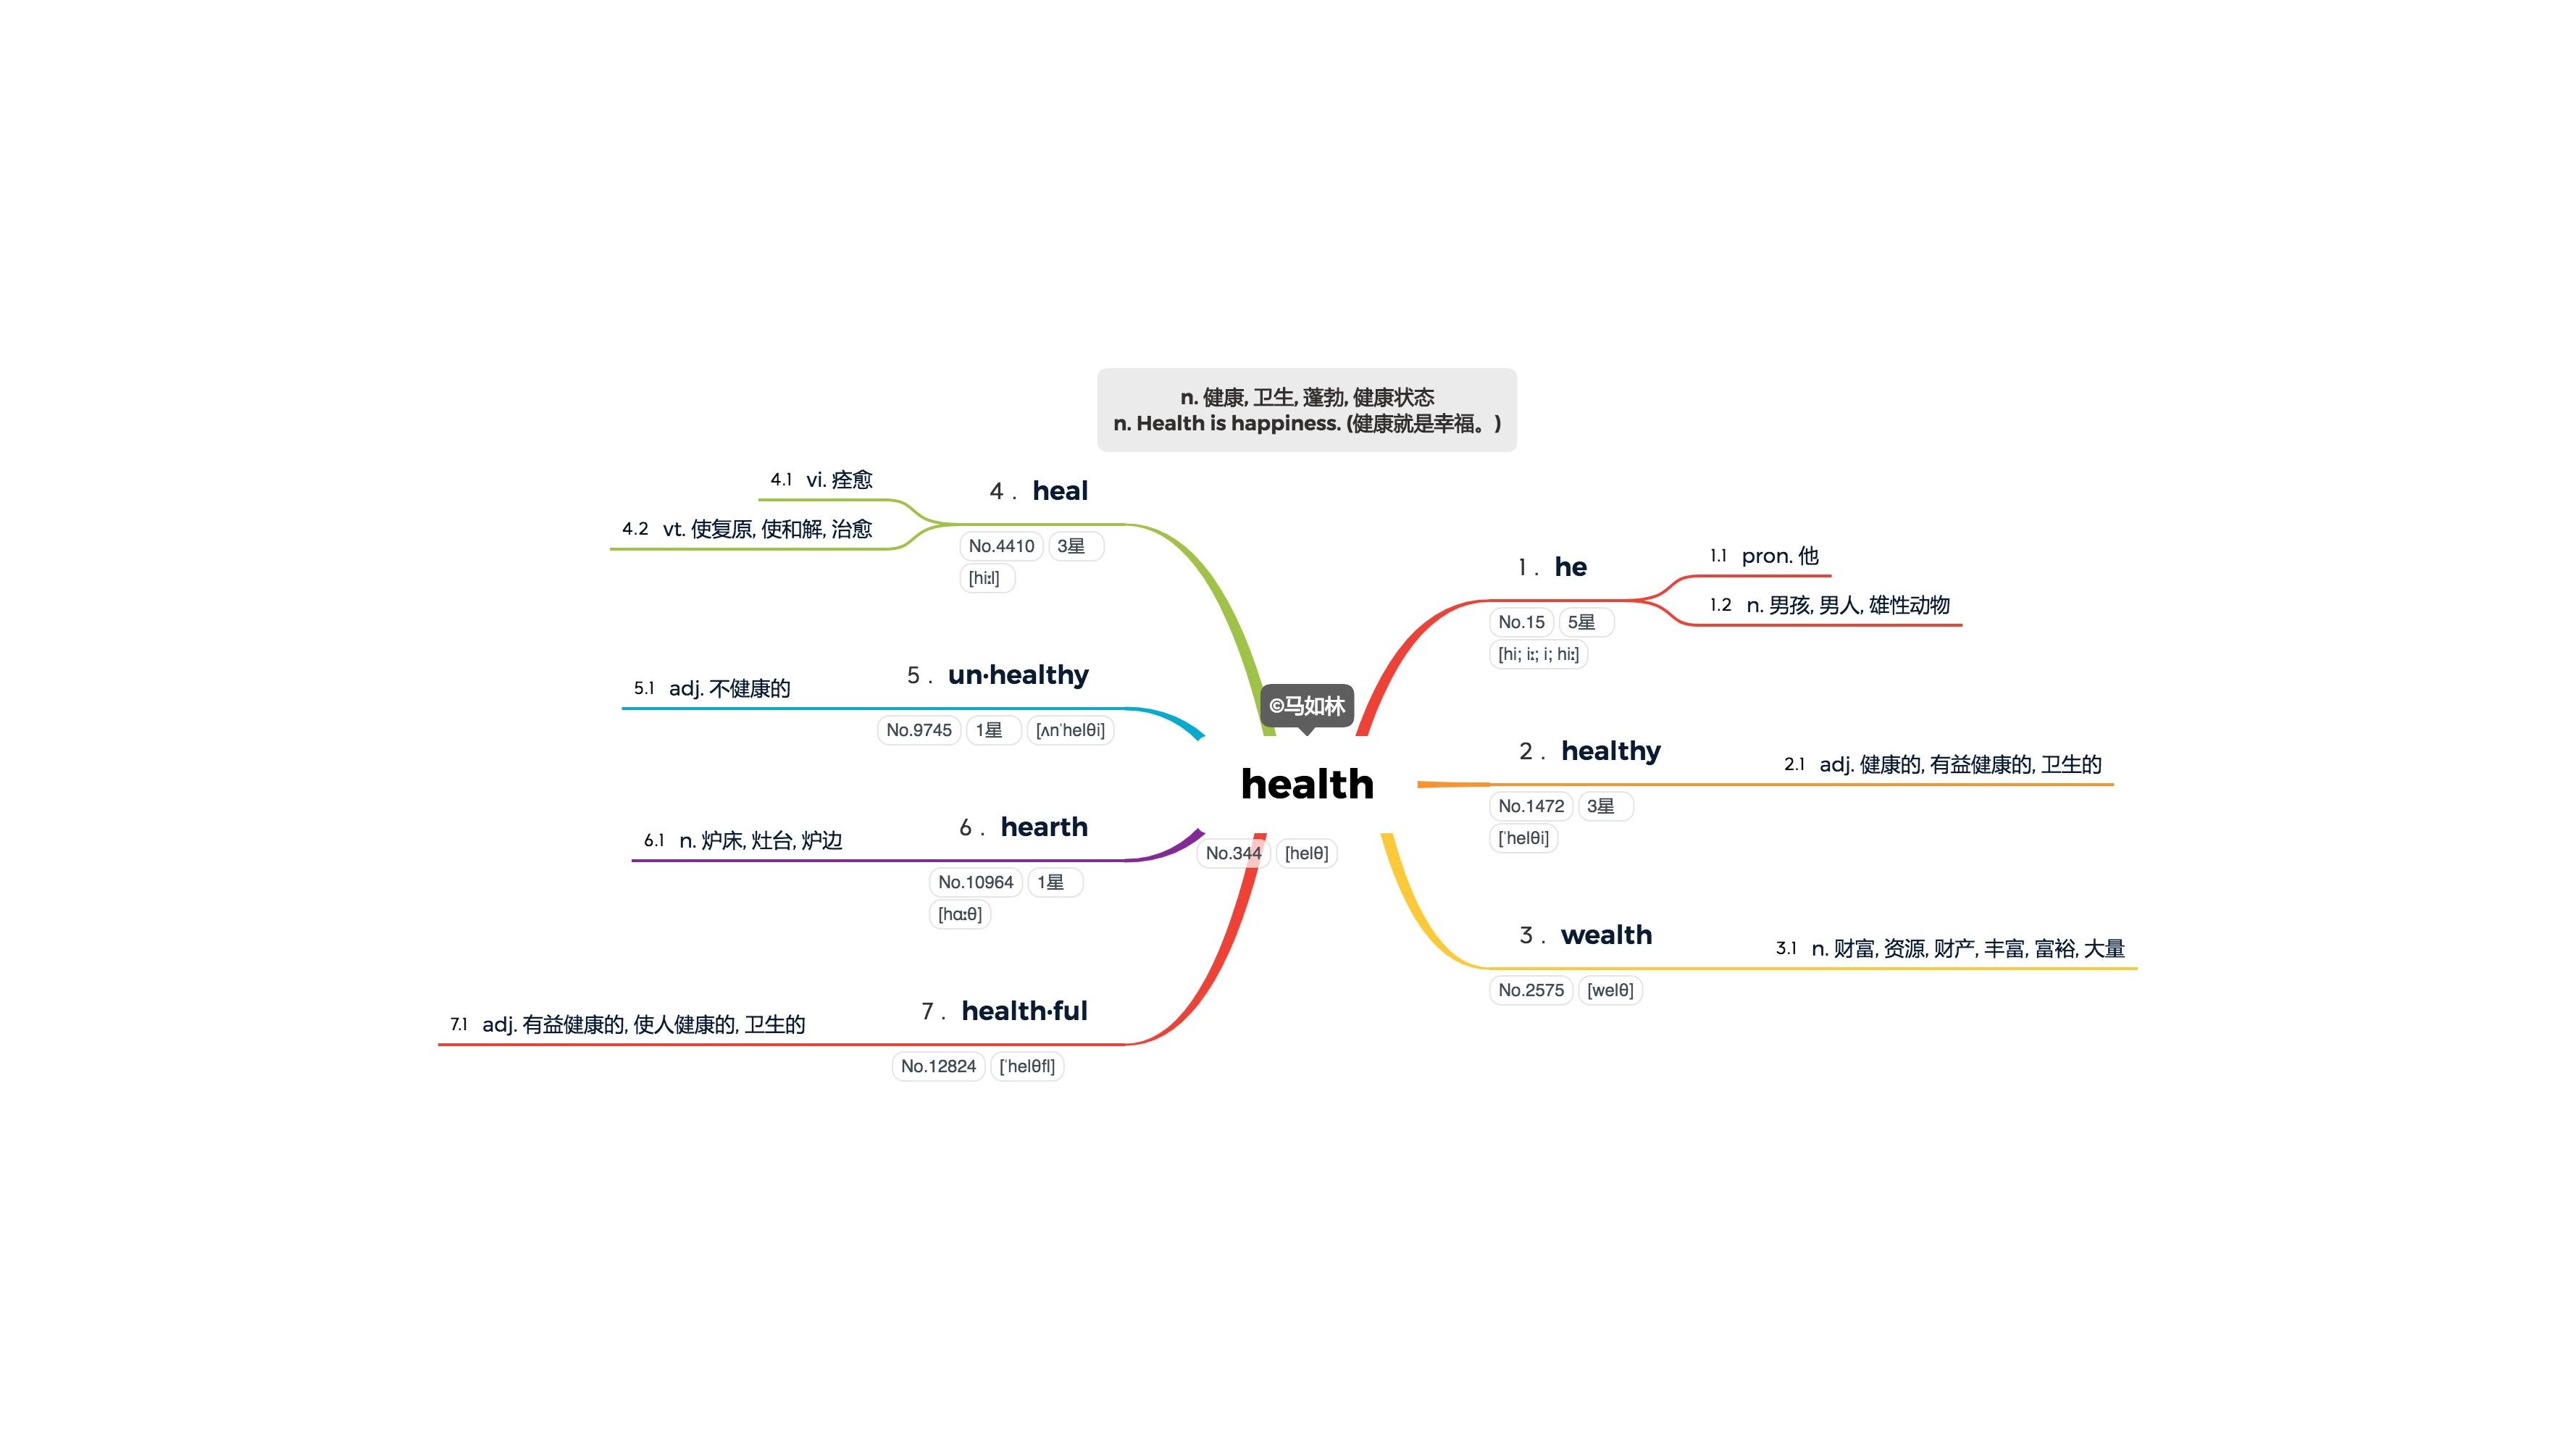 n. 健康, 卫生, 蓬勃, 健康状态
n. Health is happiness. (健康就是幸福。)
©马如林
health
No.344 [helθ]
1 . he
No.15 5星
[hi; iː; i; hiː]
1.1 pron. 他
1.2 n. 男孩, 男人, 雄性动物
2 . healthy
No.1472 3星
[ˈhelθi]
2.1 adj. 健康的, 有益健康的, 卫生的
3 . wealth
No.2575 [welθ]
3.1 n. 财富, 资源, 财产, 丰富, 富裕, 大量
4 . heal
No.4410 3星
[hiːl]
4.1 vi. 痊愈
4.2 vt. 使复原, 使和解, 治愈
5 . un·healthy
No.9745 1星 [ʌnˈhelθi]
5.1 adj. 不健康的
6 . hearth
No.10964 1星
[hɑːθ]
6.1 n. 炉床, 灶台, 炉边
7 . health·ful
No.12824 [ˈhelθfl]
7.1 adj. 有益健康的, 使人健康的, 卫生的